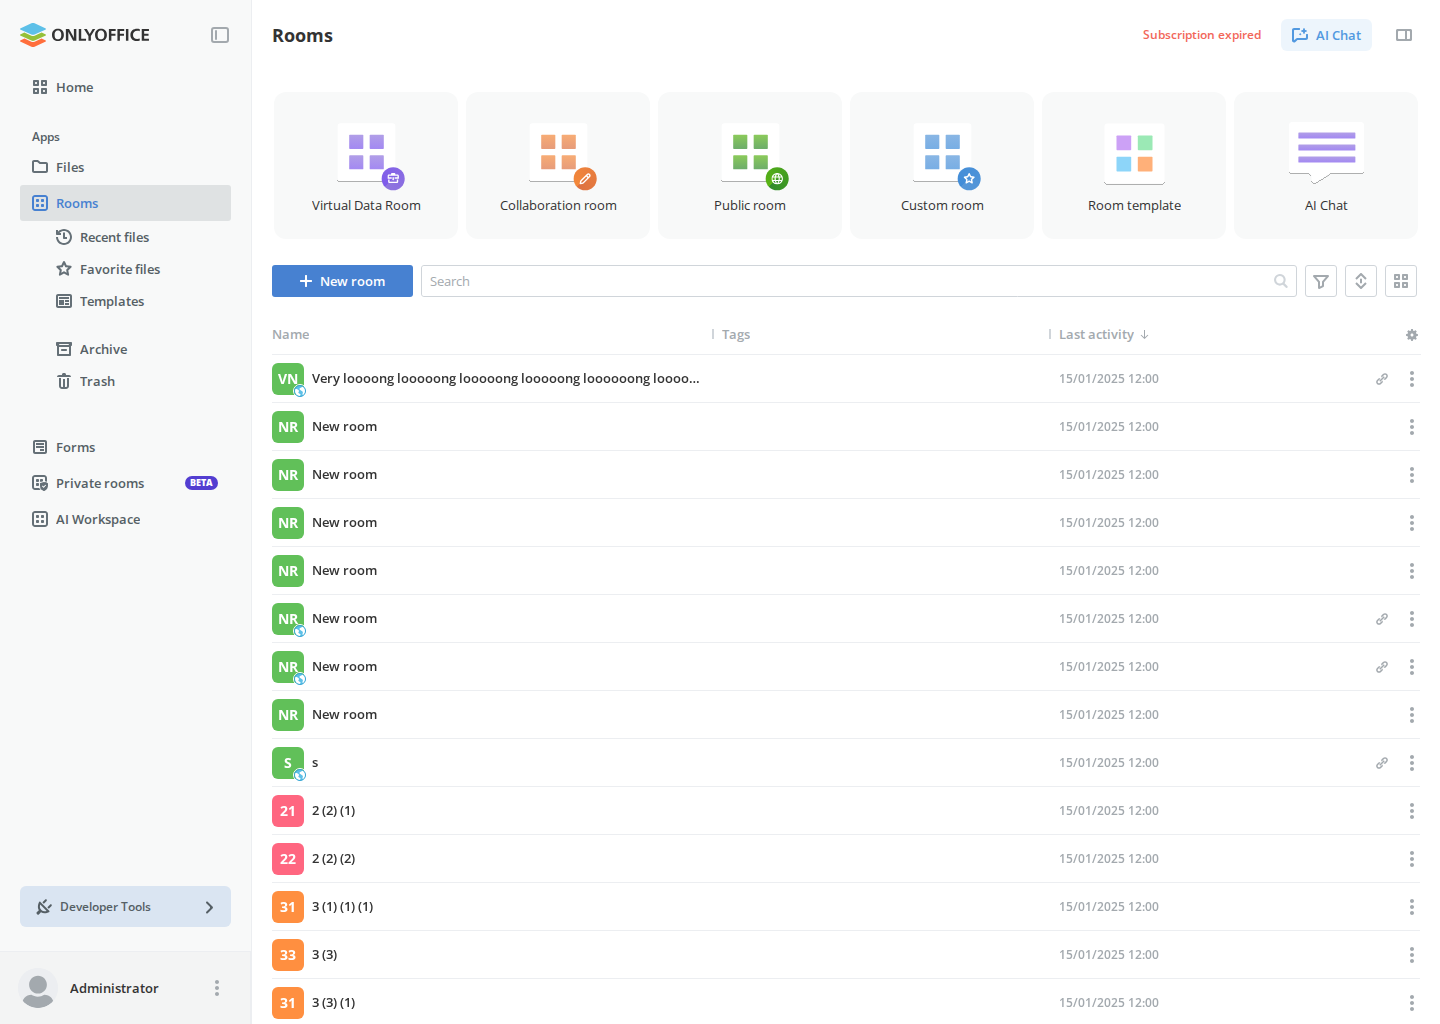 ONLYOFFICE
Home
Apps
Files
Rooms
Recent files
Favorite files
Templates
Archive
Trash
Forms
Private rooms BETA
AI Workspace
Developer Tools
Administrator
Rooms
Subscription expired
AI Chat
Virtual Data Room
Collaboration room
Public room
Custom room
Room template
AI Chat
New room
Search
Name Tags Last activity
VN Very loooong looooong looooong looooong loooooong loooo... 15/01/2025 12:00
NR New room 15/01/2025 12:00
NR New room 15/01/2025 12:00
NR New room 15/01/2025 12:00
NR New room 15/01/2025 12:00
NR New room 15/01/2025 12:00
NR New room 15/01/2025 12:00
NR New room 15/01/2025 12:00
S s 15/01/2025 12:00
21 2 (2) (1) 15/01/2025 12:00
22 2 (2) (2) 15/01/2025 12:00
31 3 (1) (1) (1) 15/01/2025 12:00
33 3 (3) 15/01/2025 12:00
31 3 (3) (1) 15/01/2025 12:00